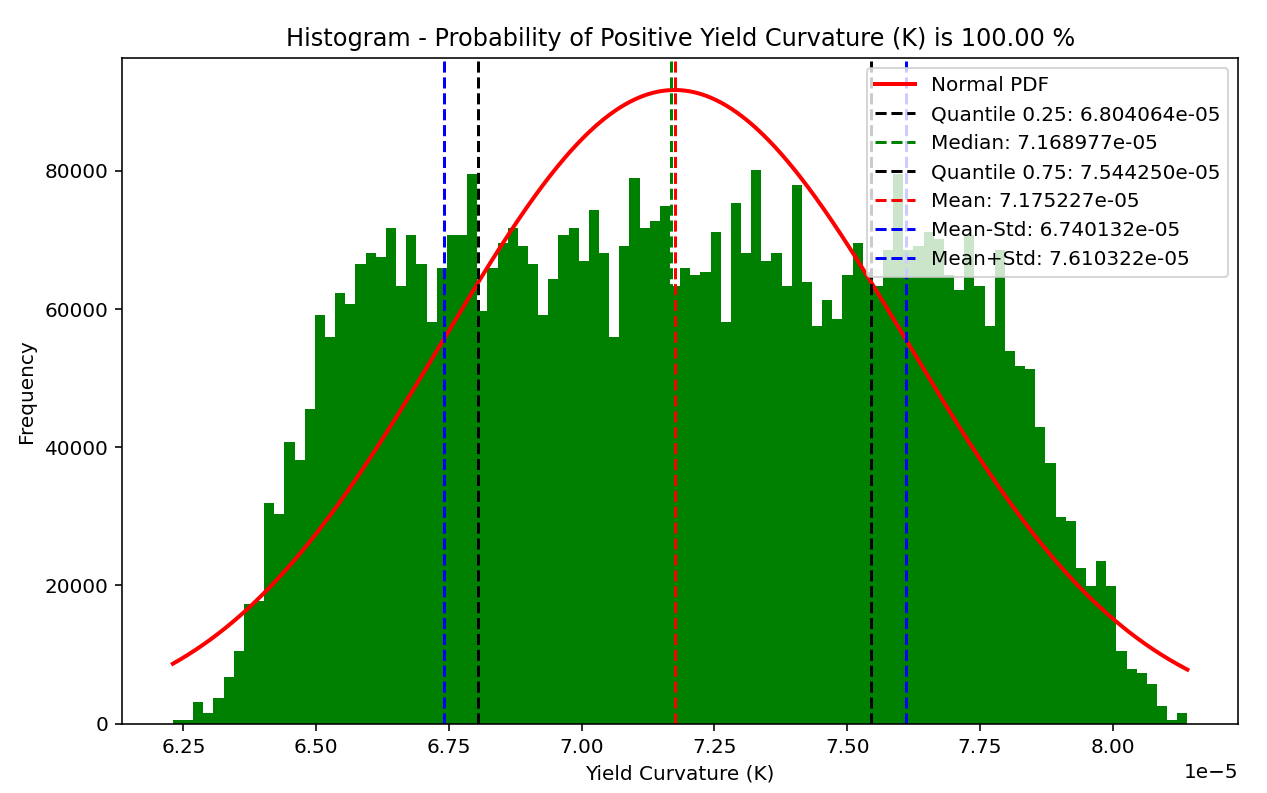 Histogram - Probability of Positive Yield Curvature (K) is 100.00 %
Normal PDF
Quantile 0.25: 6.804064e-05
Median: 7.168977e-05
Quantile 0.75: 7.544250e-05
Mean: 7.175227e-05
Mean-Std: 6.740132e-05
Mean+Std: 7.610322e-05
Frequency
80000
60000
40000
20000
0
6.25 6.50 6.75 7.00 7.25 7.50 7.75 8.00
1e−5
Yield Curvature (K)